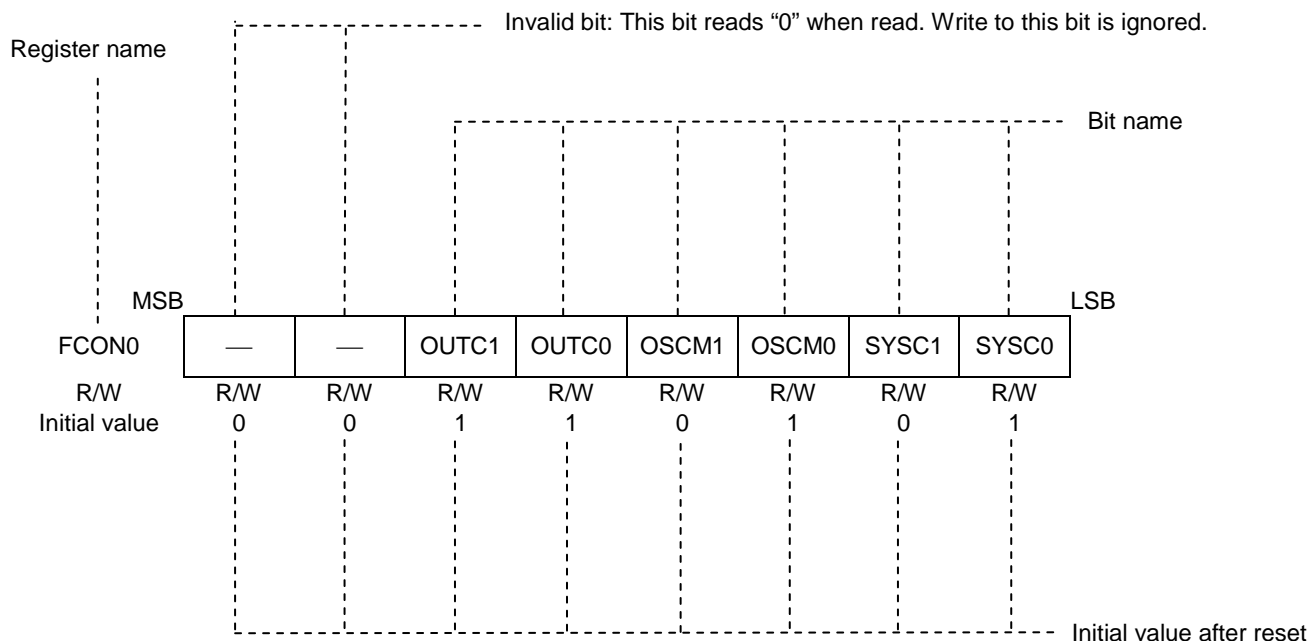 Invalid bit: This bit reads “0” when read. Write to this bit is ignored.
Register name
Bit name
MSB LSB
FCON0 — — OUTC1 OUTC0 OSCM1 OSCM0 SYSC1 SYSC0
R/W R/W R/W R/W R/W R/W R/W R/W R/W
Initial value 0 0 1 1 0 1 0 1
Initial value after reset